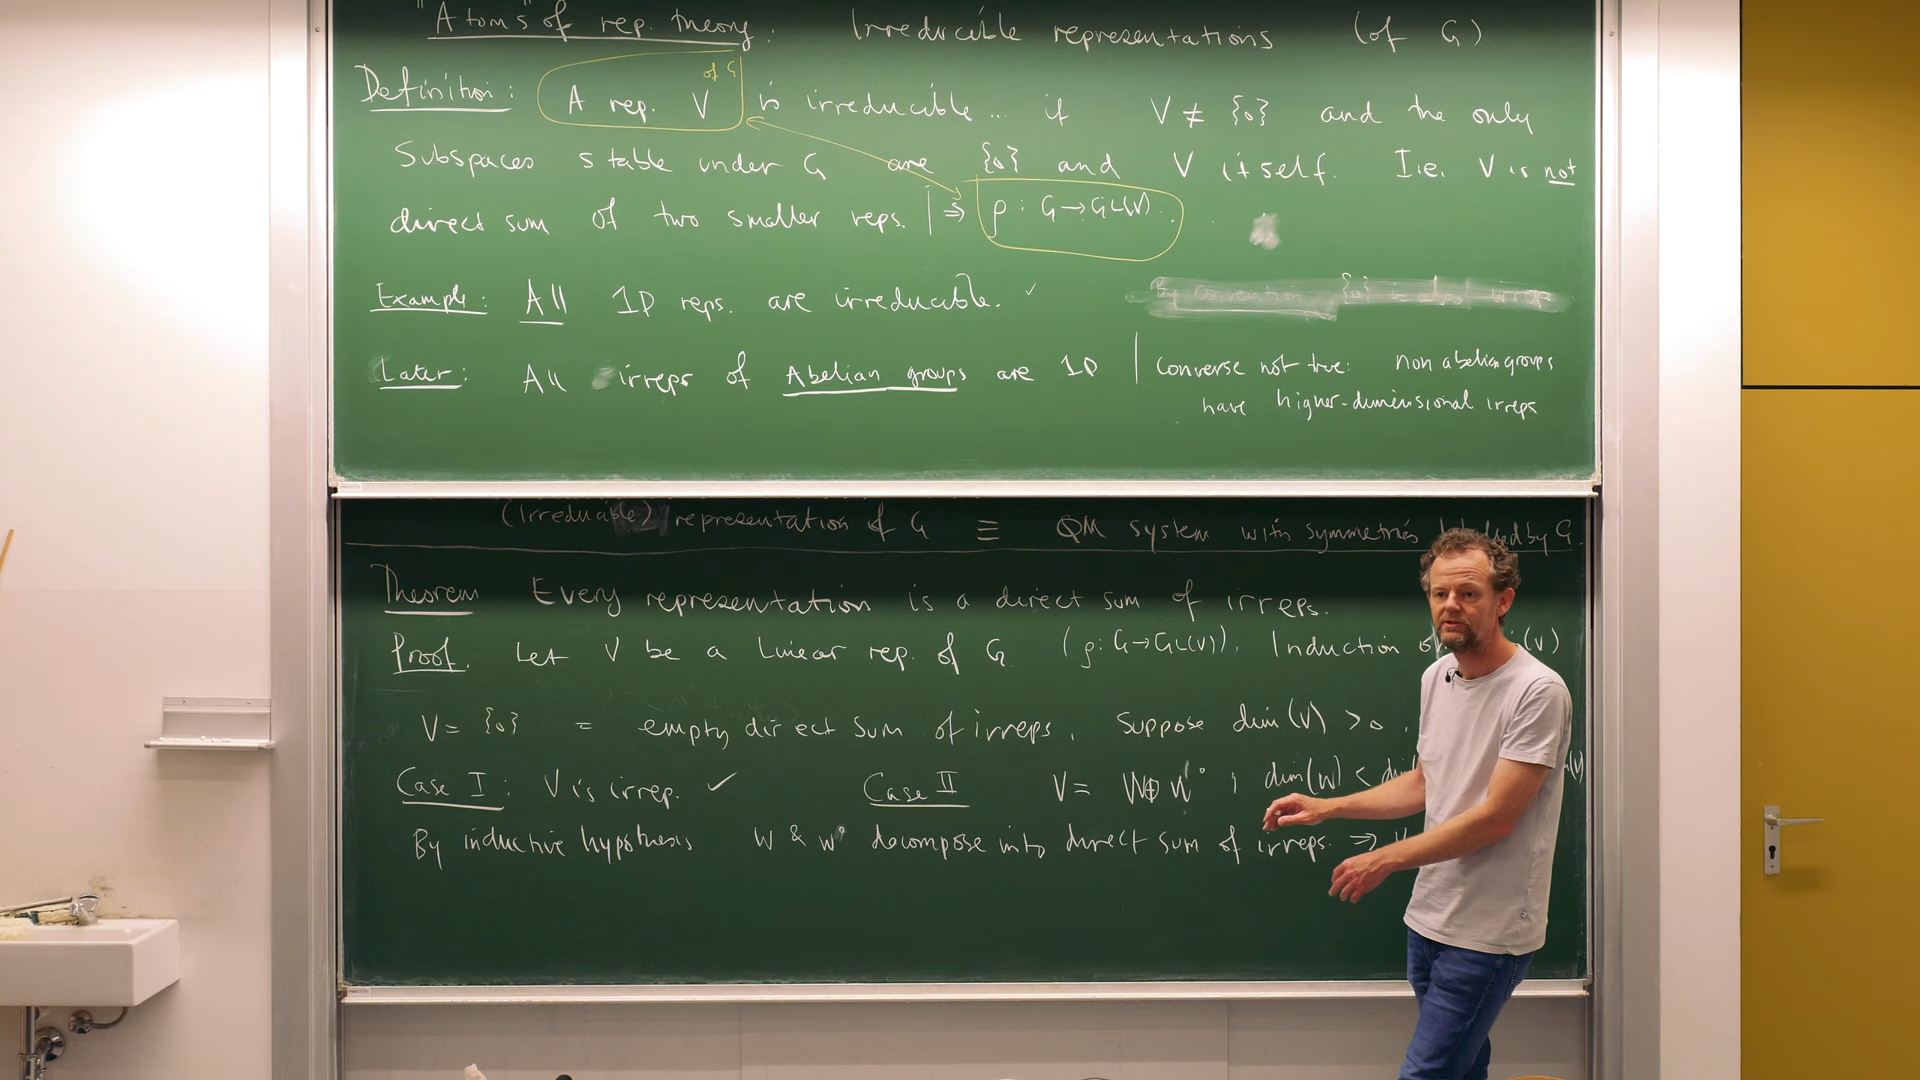 "Atoms" of rep. theory: Irreducible representations (of G)
Definition: A rep. V of G is irreducible... if V ≠ {0} and the only
Subspaces stable under G are {0} and V itself. I.e. V is not
direct sum of two smaller reps. | ⇒ ρ: G→GL(V).
Example: All 1D reps. are irreducible. ✓
By convention {0} is
Later: All irreps of Abelian groups are 1D | Converse not true: non abelian groups
have higher-dimensional irreps
(Irreducible) representation of G ≡ QM system with symmetries by G.
Theorem Every representation is a direct sum of irreps.
Proof. Let V be a Linear rep. of G (ρ: G→GL(V)). Induction (V)
V = {0} = empty direct sum of irreps. Suppose dim(V) > 0,
Case I: V is irrep. ✓ Case II V = W⊕W° ; dim(W) <
By inductive hypothesis W & W° decompose into direct sum of irreps. ⇒